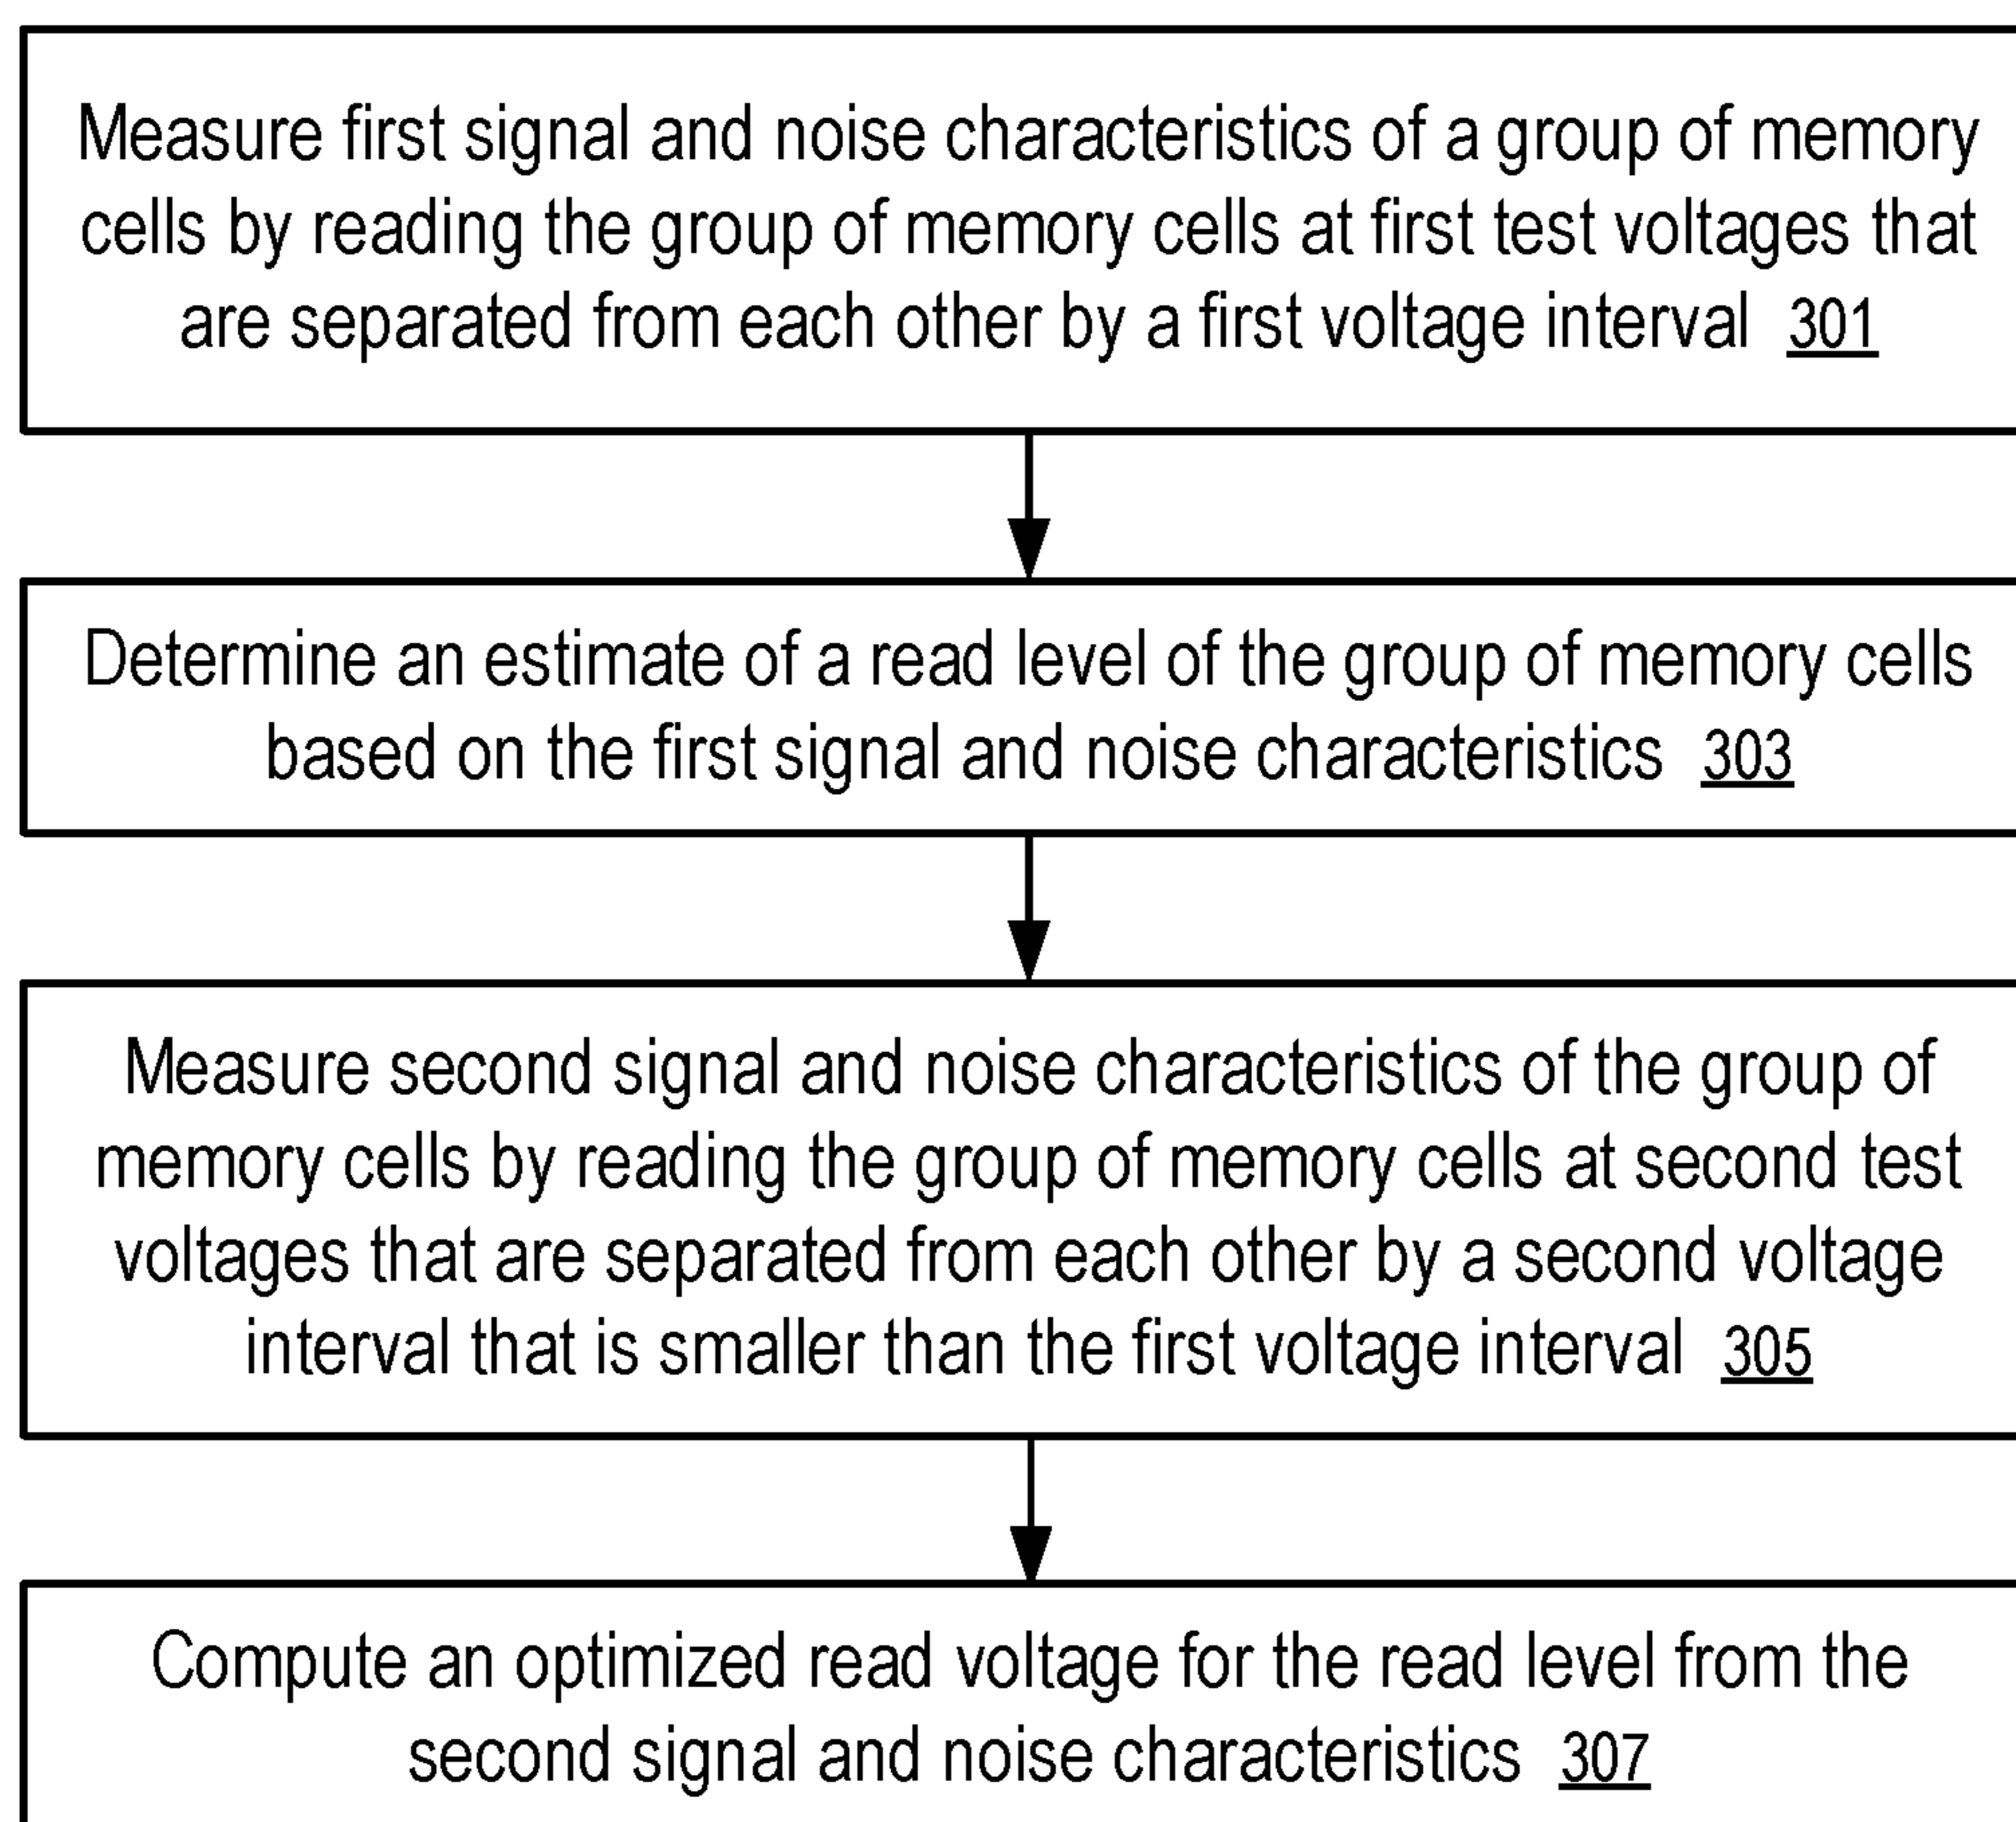 Measure first signal and noise characteristics of a group of memory
cells by reading the group of memory cells at first test voltages that
are separated from each other by a first voltage interval 301
Determine an estimate of a read level of the group of memory cells
based on the first signal and noise characteristics 303
Measure second signal and noise characteristics of the group of
memory cells by reading the group of memory cells at second test
voltages that are separated from each other by a second voltage
interval that is smaller than the first voltage interval 305
Compute an optimized read voltage for the read level from the
second signal and noise characteristics 307